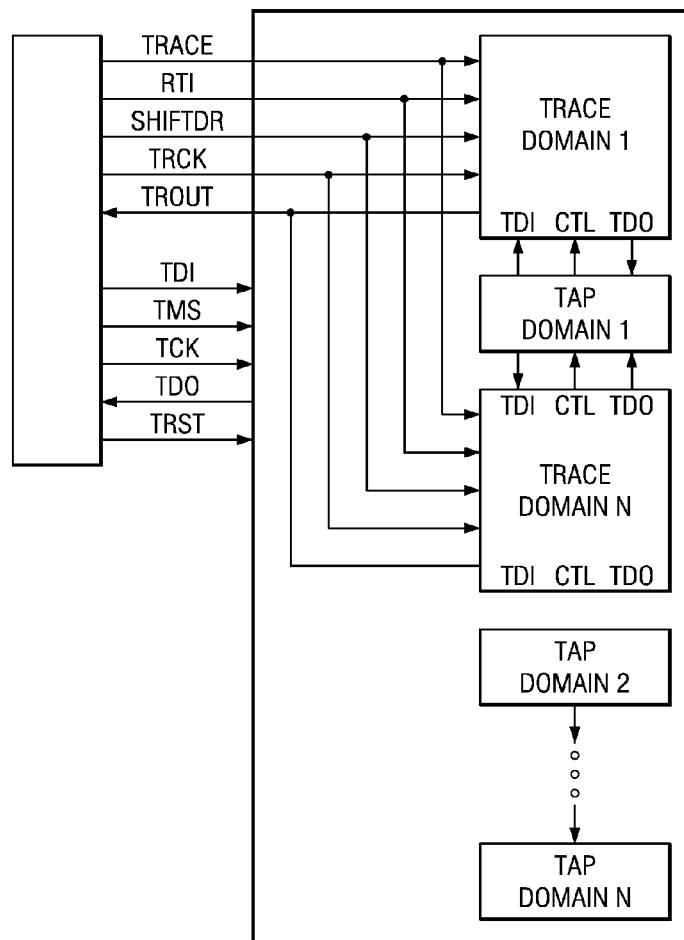 TRACE
RTI
SHIFTDR
TRCK
TROUT
TDI
TMS
TCK
TDO
TRST
TRACE
DOMAIN 1
TDI CTL TDO
TAP
DOMAIN 1
TDI CTL TDO
TRACE
DOMAIN N
TDI CTL TDO
TAP
DOMAIN 2
TAP
DOMAIN N